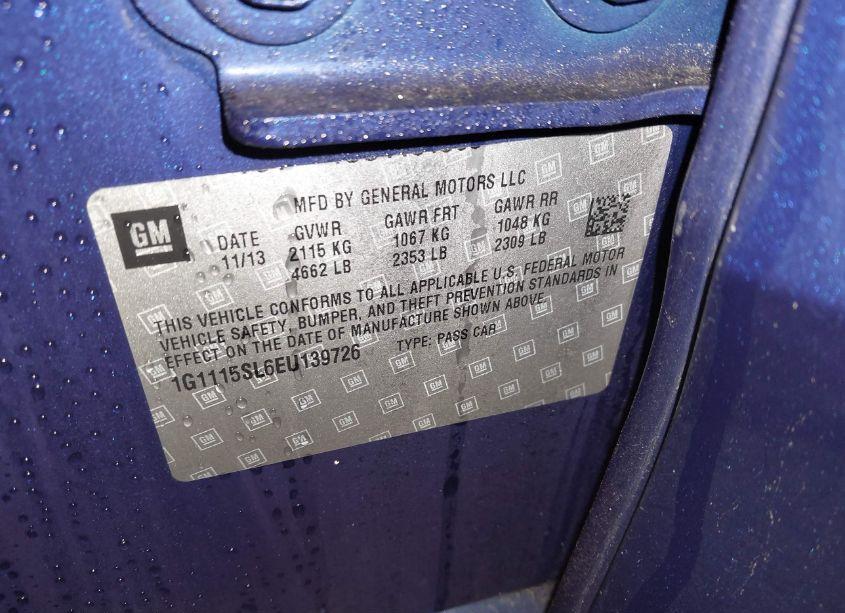 MFD BY GENERAL MOTORS LLC
GM
DATE GVWR GAWR FRT GAWR RR
11/13 2115 KG 1067 KG 1048 KG
4662 LB 2353 LB 2309 LB
THIS VEHICLE CONFORMS TO ALL APPLICABLE U.S. FEDERAL MOTOR
VEHICLE SAFETY, BUMPER, AND THEFT PREVENTION STANDARDS IN
EFFECT ON THE DATE OF MANUFACTURE SHOWN ABOVE.
1G1115SL6EU139726 TYPE: PASS CAR